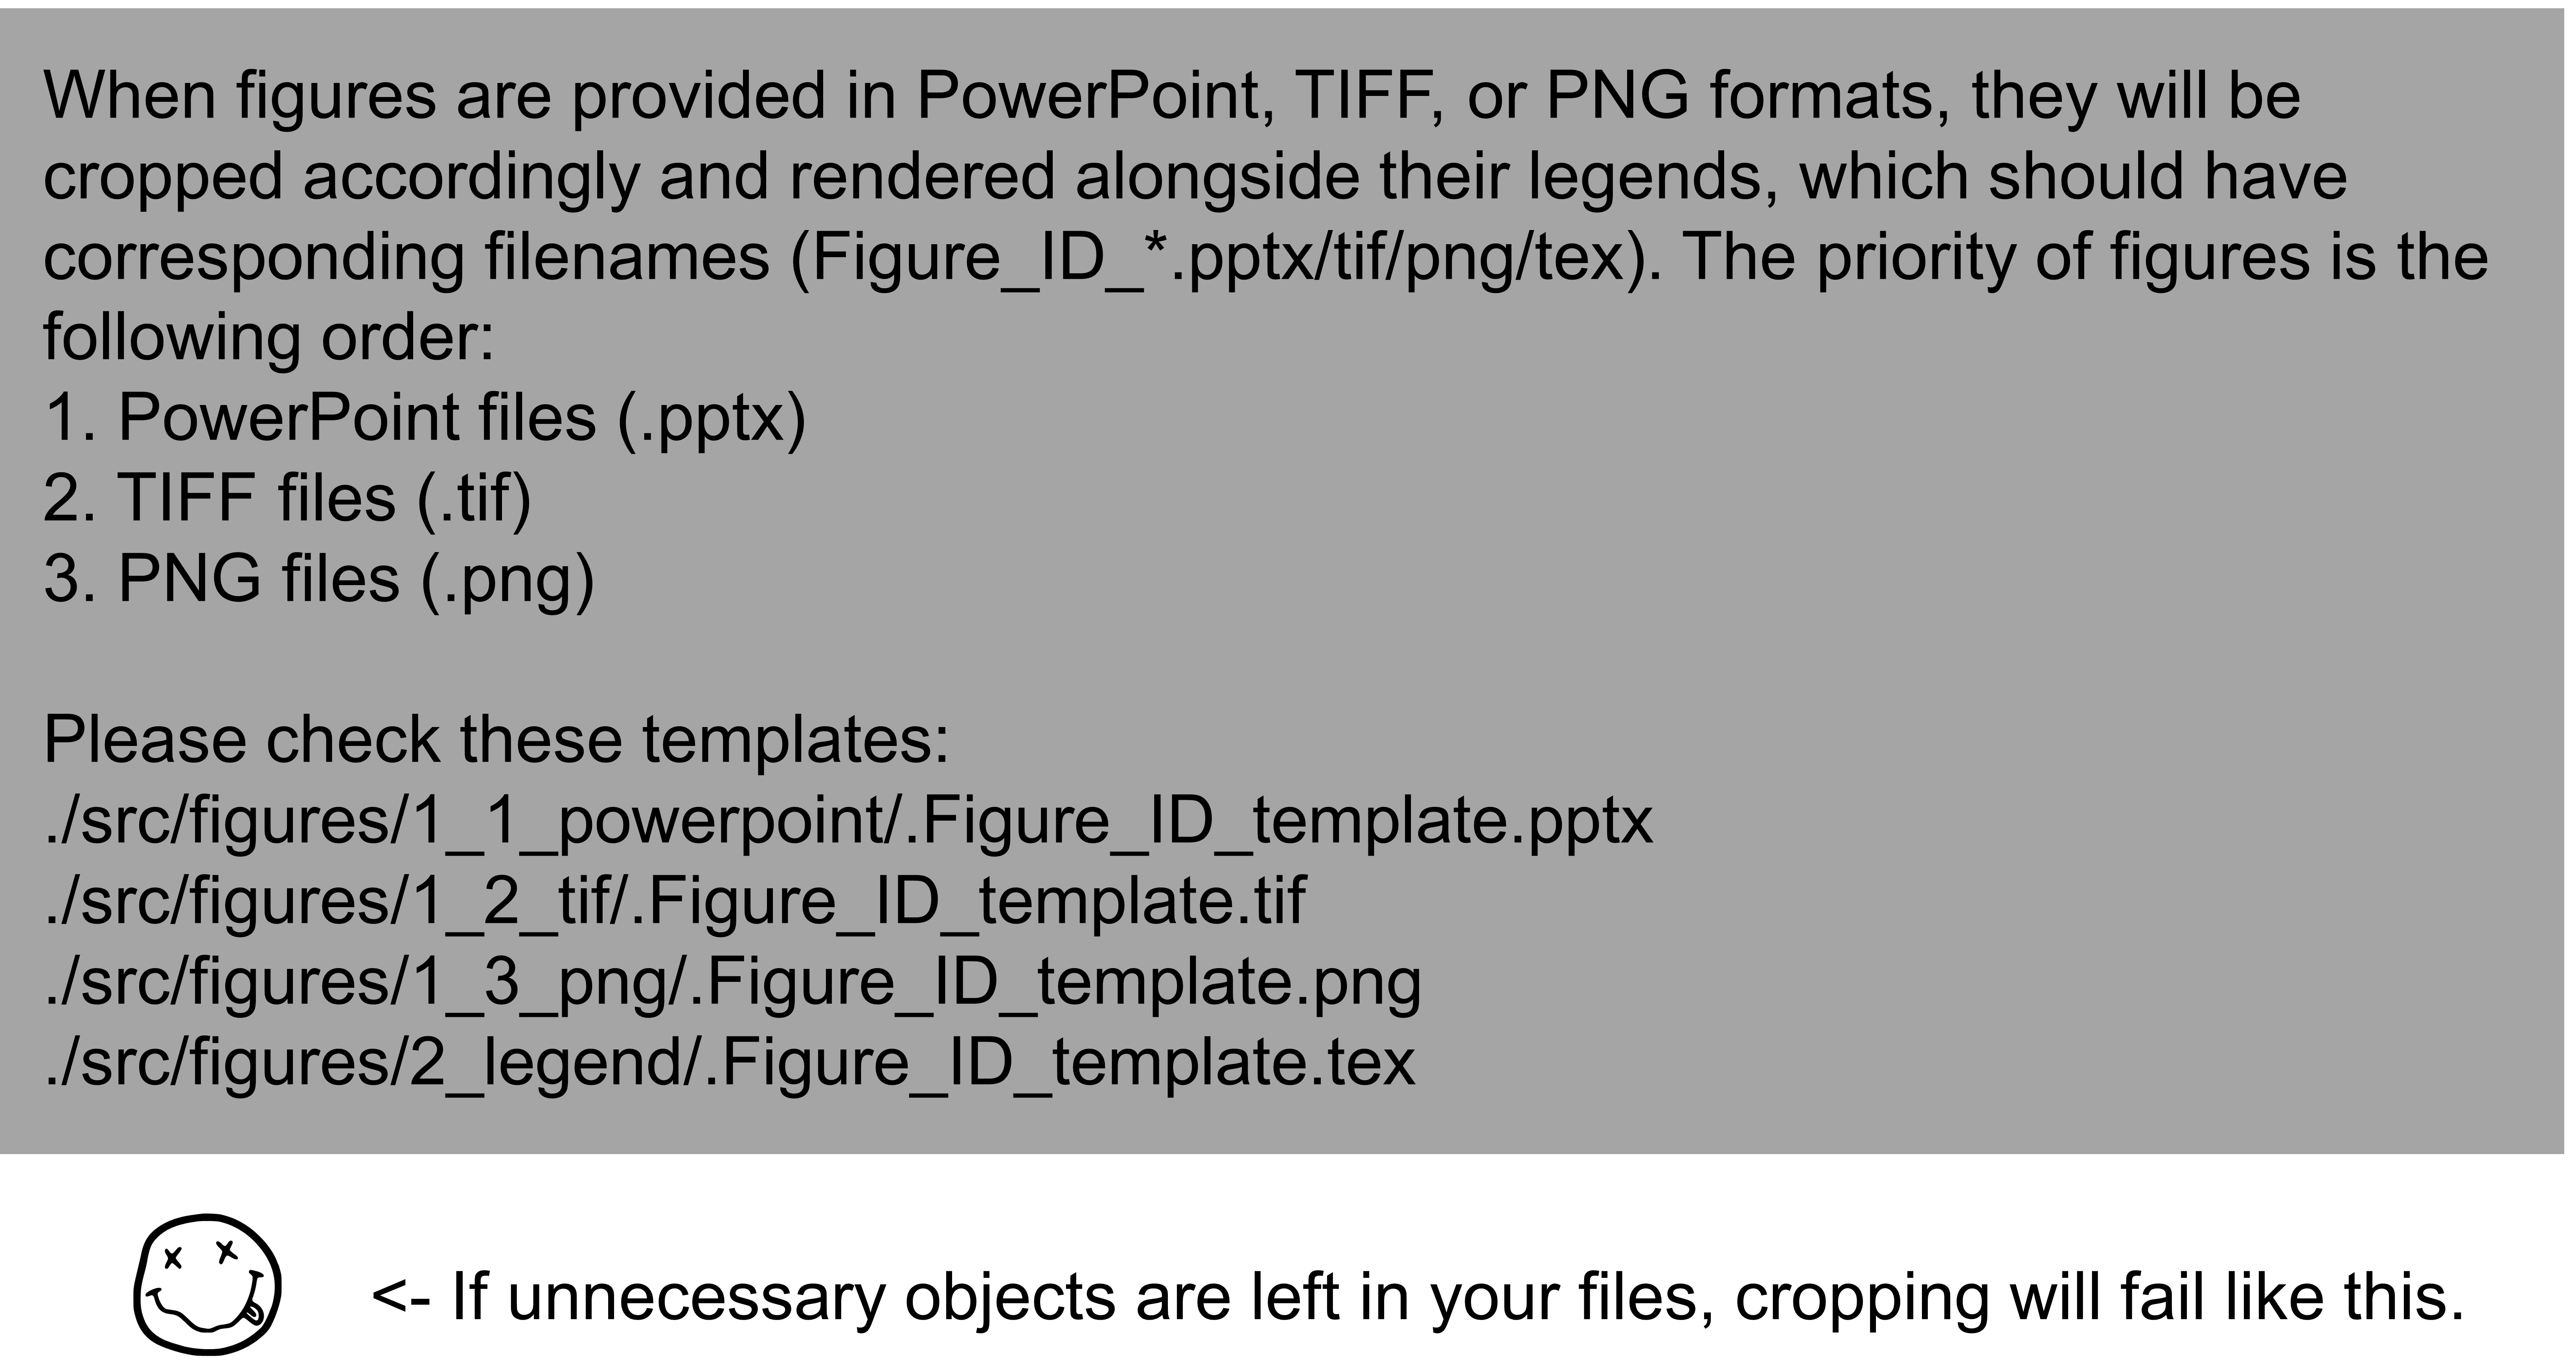 When figures are provided in PowerPoint, TIFF, or PNG formats, they will be
cropped accordingly and rendered alongside their legends, which should have
corresponding filenames (Figure_ID_*.pptx/tif/png/tex). The priority of figures is the
following order:
1. PowerPoint files (.pptx)
2. TIFF files (.tif)
3. PNG files (.png)
Please check these templates:
./src/figures/1_1_powerpoint/.Figure_ID_template.pptx
./src/figures/1_2_tif/.Figure_ID_template.tif
./src/figures/1_3_png/.Figure_ID_template.png
./src/figures/2_legend/.Figure_ID_template.tex
<- If unnecessary objects are left in your files, cropping will fail like this.